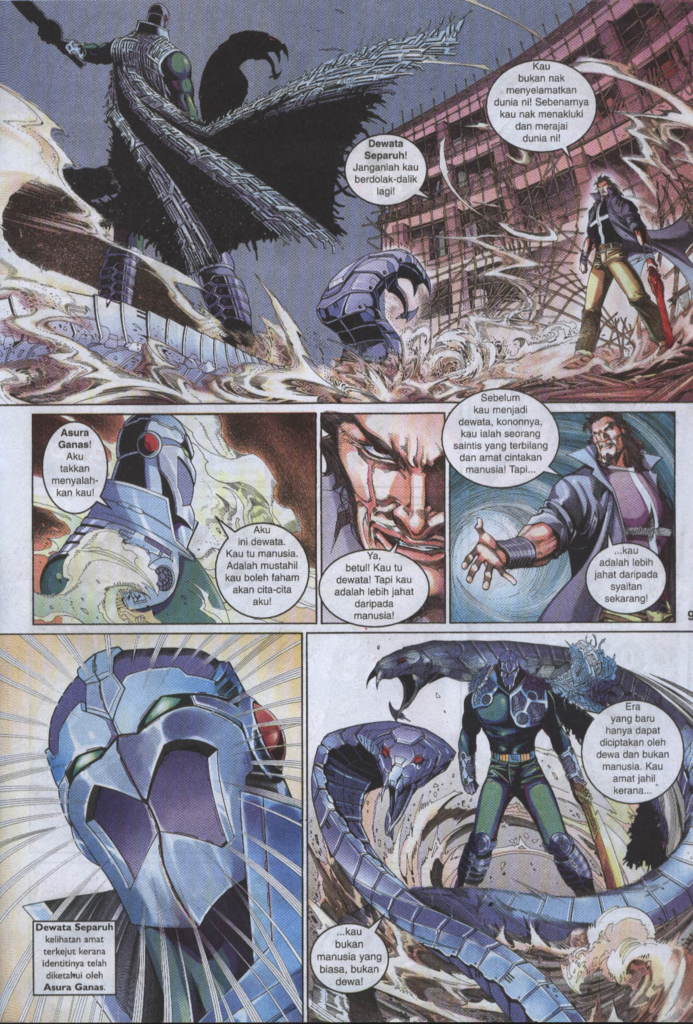 Kau
bukan nak
menyelamatkan
dunia ni! Sebenarnya
kau nak menakluki
dan merajai
dunia ni!
Dewata
Separuh!
Janganlah kau
berdolak-dalik
lagi!
Asura
Ganas!
Aku
takkan
menyalah-
kan kau!
Aku
ini dewata.
Kau tu manusia.
Adalah mustahil
kau boleh faham
akan cita-cita
aku!
Ya,
betul! Kau tu
dewata! Tapi kau
adalah lebih jahat
daripada
manusia!
Sebelum
kau menjadi
dewata, kononnya,
kau ialah seorang
saintis yang terbilang
dan amat cintakan
manusia! Tapi...
...kau
adalah lebih
jahat daripada
syaitan
sekarang!
9
Dewata Separuh
kelihatan amat
terkejut kerana
identitinya telah
diketahui oleh
Asura Ganas.
Era
yang baru
hanya dapat
diciptakan oleh
dewa dan bukan
manusia. Kau
amat jahil
kerana...
...kau
bukan
manusia yang
biasa, bukan
dewa!